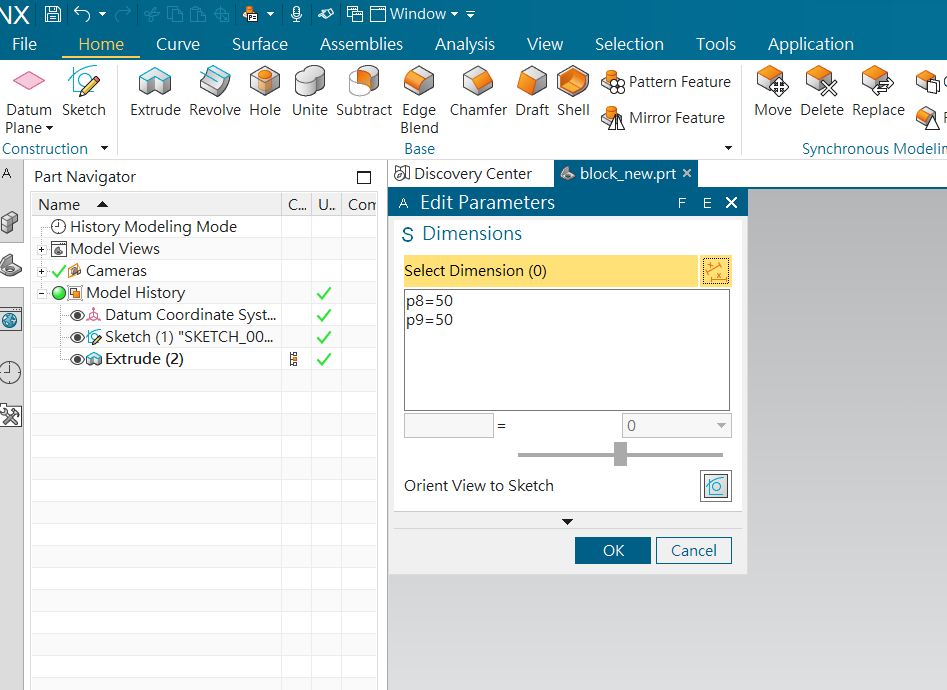 NX Window
File Home Curve Surface Assemblies Analysis View Selection Tools Application
Datum Plane Sketch Extrude Revolve Hole Unite Subtract Edge Blend Chamfer Draft Shell Pattern Feature Mirror Feature Move Delete Replace
Construction Base Synchronous Modelin
Part Navigator
Discovery Center block_new.prt
Name C... U.. Com
A Edit Parameters F E
History Modeling Mode
Model Views
Cameras
Model History
Datum Coordinate Syst...
Sketch (1) "SKETCH_00...
Extrude (2)
S Dimensions
Select Dimension (0)
p8=50
p9=50
= 0
Orient View to Sketch
OK Cancel